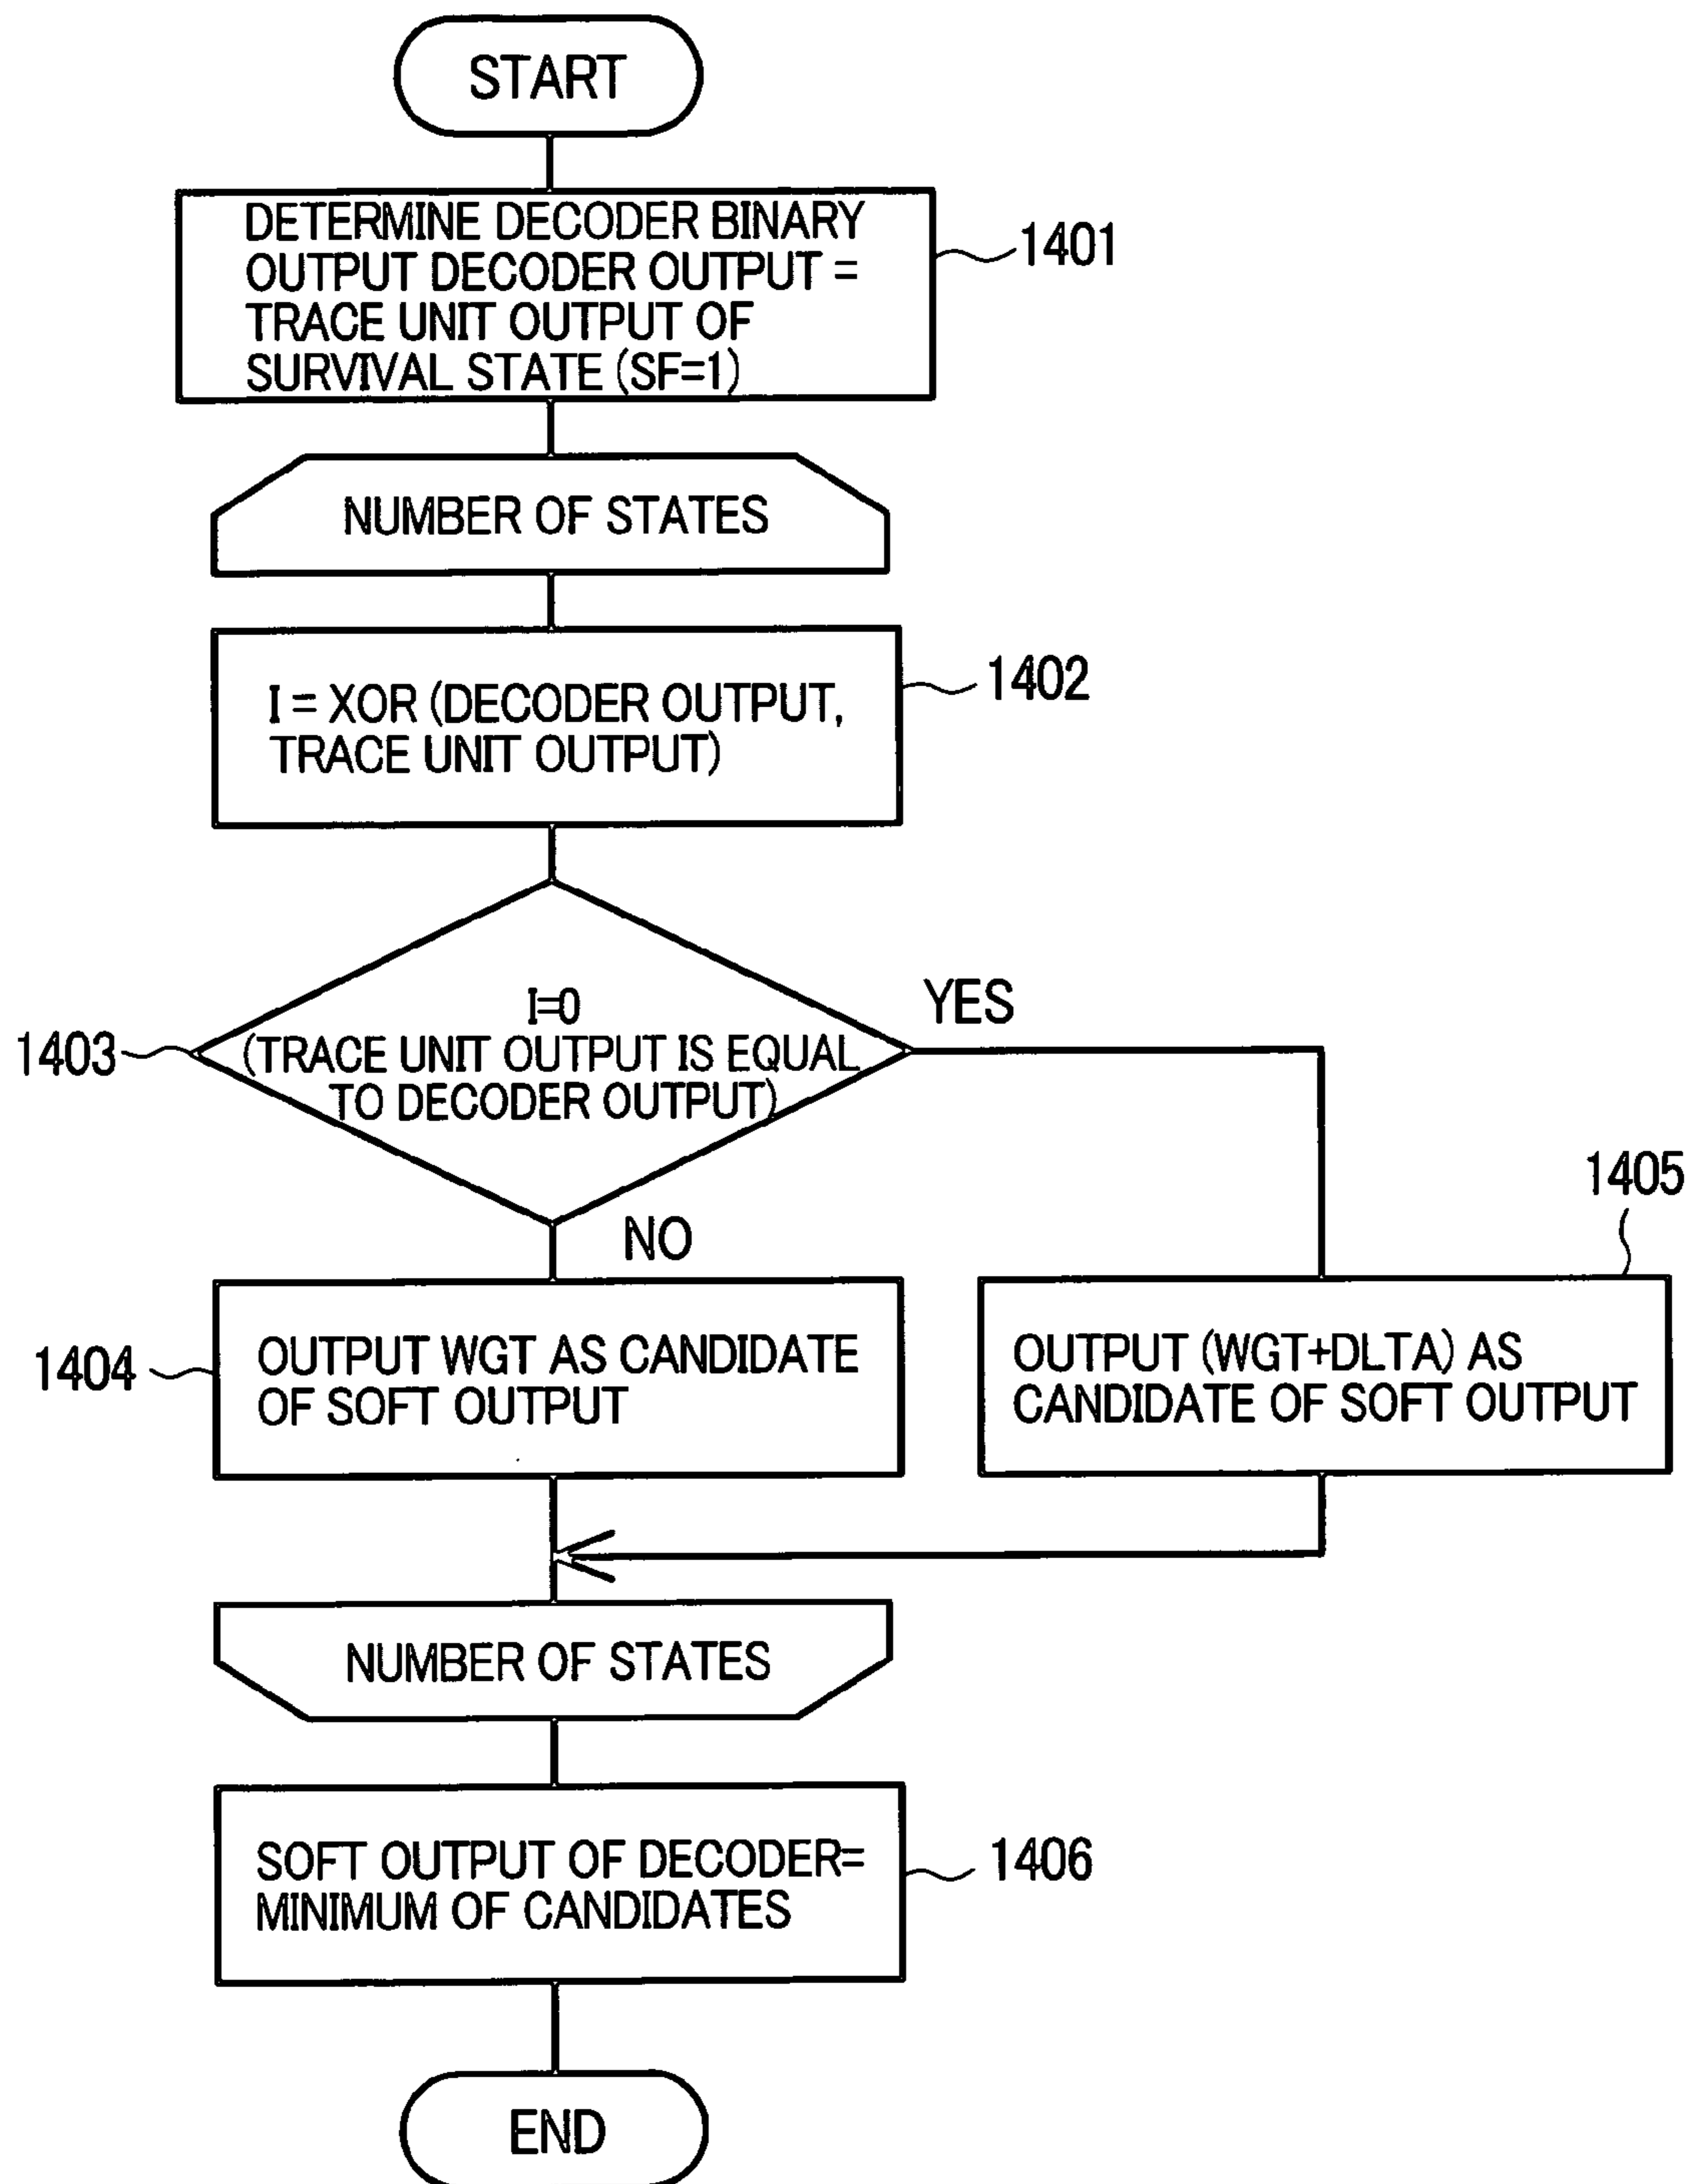 START
DETERMINE DECODER BINARY
OUTPUT DECODER OUTPUT =
TRACE UNIT OUTPUT OF
SURVIVAL STATE (SF=1)
1401
NUMBER OF STATES
I = XOR (DECODER OUTPUT,
TRACE UNIT OUTPUT)
1402
I=0
(TRACE UNIT OUTPUT IS EQUAL
TO DECODER OUTPUT)
1403
YES
NO
1404
OUTPUT WGT AS CANDIDATE
OF SOFT OUTPUT
1405
OUTPUT (WGT+DLTA) AS
CANDIDATE OF SOFT OUTPUT
NUMBER OF STATES
SOFT OUTPUT OF DECODER=
MINIMUM OF CANDIDATES
1406
END